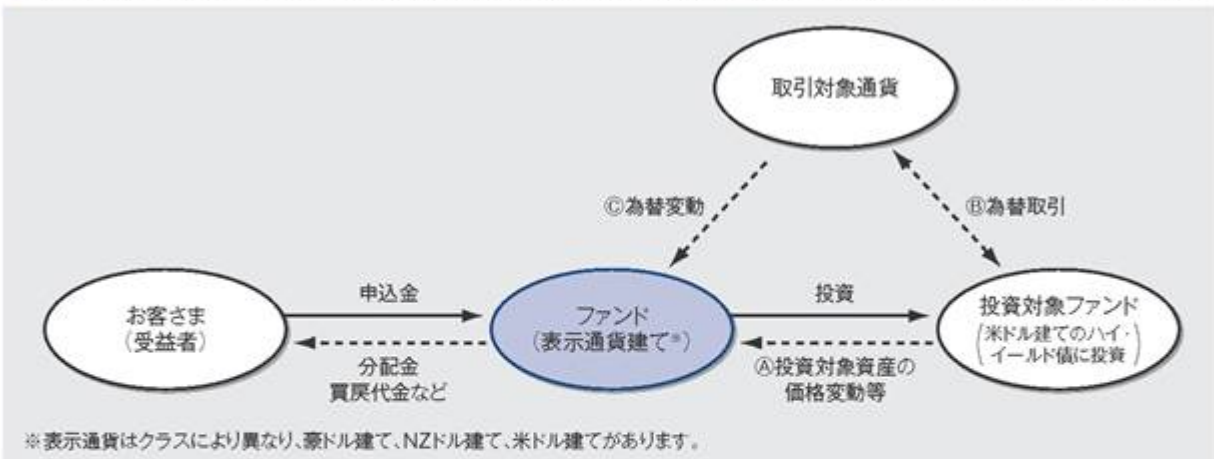 取引対象通貨
Ⓒ為替変動
Ⓑ為替取引
お客さま
(受益者)
申込金
分配金
買戻代金など
ファンド
(表示通貨建て※)
投資
Ⓐ投資対象資産の
価格変動等
投資対象ファンド
(米ドル建てのハイ・
イールド債に投資)
※表示通貨はクラスにより異なり、豪ドル建て、NZドル建て、米ドル建てがあります。